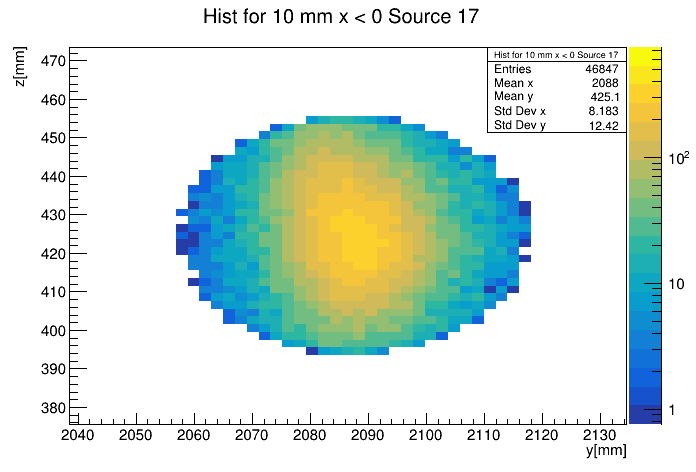 Hist for 10 mm x < 0 Source 17
z[mm]
Hist for 10 mm x < 0 Source 17
Entries 46847
Mean x 2088
Mean y 425.1
Std Dev x 8.183
Std Dev y 12.42
470
460
450
440
430
420
410
400
390
380
2040 2050 2060 2070 2080 2090 2100 2110 2120 2130
y[mm]
10²
10
1